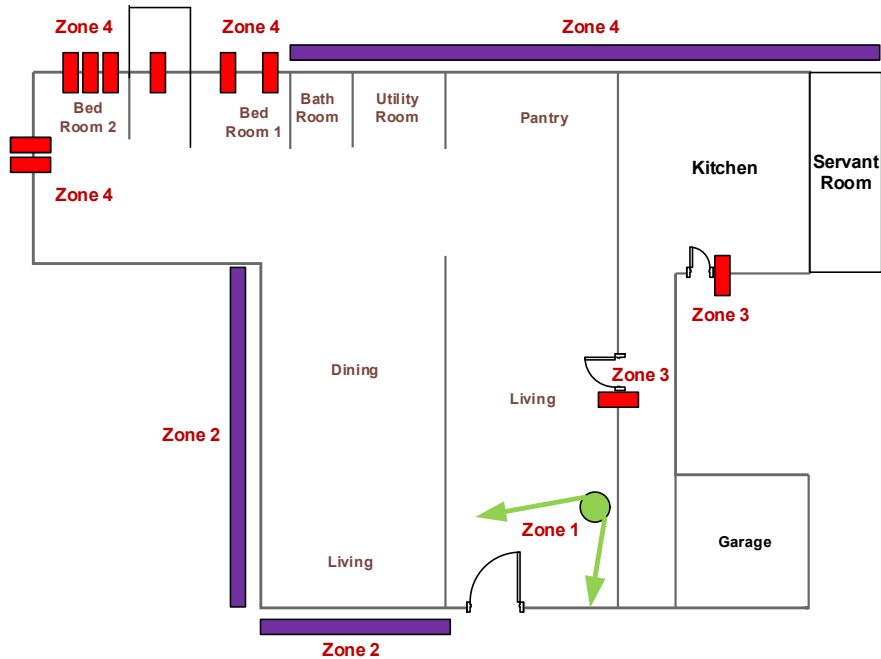 Zone 4
Zone 4
Zone 4
Bed
Room 2
Bed
Room 1
Bath
Room
Utility
Room
Pantry
Kitchen
Servant
Room
Zone 4
Zone 3
Dining
Zone 3
Living
Zone 2
Zone 1
Garage
Living
Zone 2